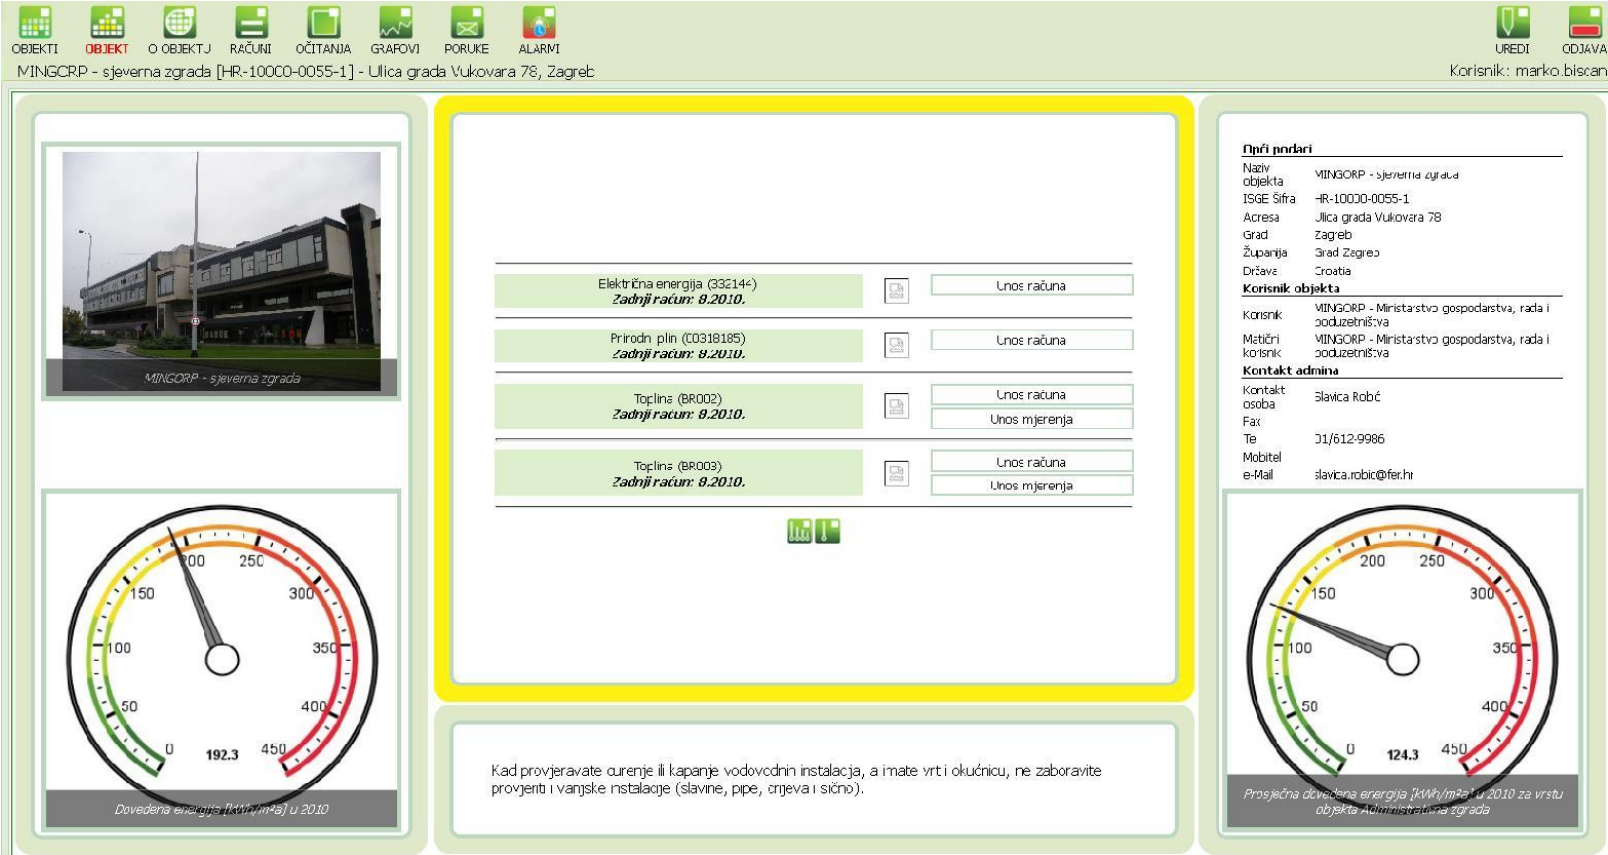 OBJEKTI OBJEKT O OBJEKTU RAČUNI OČITANJA GRAFOVI PORUKE ALARMI UREDI ODJAVA
MINGORP - sjeverna zgrada [HR-10000-0055-1] - Ulica grada Vukovara 78, Zagreb
Korisnik: marko.biscan
MINGORP - sjeverna zgrada
0 50 100 150 200 250 300 350 400 450
192.3
Dovedena energija [kWh/m²a] u 2010
Električna energija (332144)
Zadnji račun: 8.2010.
Unos računa
Prirodni plin (00318185)
Zadnji račun: 8.2010.
Unos računa
Toplina (BR002)
Zadnji račun: 8.2010.
Unos računa
Unos mjerenja
Toplina (BR003)
Zadnji račun: 8.2010.
Unos računa
Unos mjerenja
Kad provjeravate curenje ili kapanje vodovodnih instalacija, a imate vrt i okućnicu, ne zaboravite
provjeriti i vanjske instalacije (slavine, pipe, crijeva i slično).
Opći podaci
Naziv
objekta MINGORP - sjeverna zgrada
ISGE Šifra HR-10000-0055-1
Adresa Ulica grada Vukovara 78
Grad Zagreb
Županija Grad Zagreb
Država Croatia
Korisnik objekta
Korisnik MINGORP - Ministarstvo gospodarstva, rada i
poduzetništva
Matični
korisnik MINGORP - Ministarstvo gospodarstva, rada i
poduzetništva
Kontakt admina
Kontakt
osoba Slavica Robić
Fax
Tel 01/612-9986
Mobitel
e-Mail slavica.robic@fer.hr
0 50 100 150 200 250 300 350 400 450
124.3
Prosječna dovedena energija [kWh/m²a] u 2010 za vrstu
objekta Administrativna zgrada